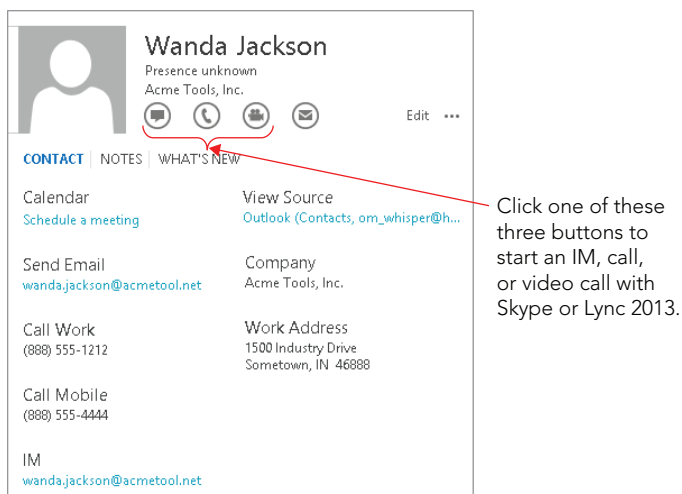 Wanda Jackson
Presence unknown
Acme Tools, Inc.
Edit •••
CONTACT NOTES WHAT'S NEW
Calendar
Schedule a meeting
View Source
Outlook (Contacts, om_whisper@h...
Send Email
wanda.jackson@acmetool.net
Company
Acme Tools, Inc.
Call Work
(888) 555-1212
Work Address
1500 Industry Drive
Sometown, IN 46888
Call Mobile
(888) 555-4444
IM
wanda.jackson@acmetool.net
Click one of these
three buttons to
start an IM, call,
or video call with
Skype or Lync 2013.